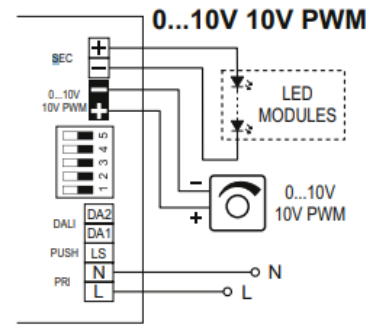 0...10V 10V PWM
+
SEC
−
0...10V
10V PWM
−
+
LED
MODULES
5
4
3
2
1
−
+
0...10V
10V PWM
DALI
DA2
DA1
PUSH
LS
PRI
N
L
N
L